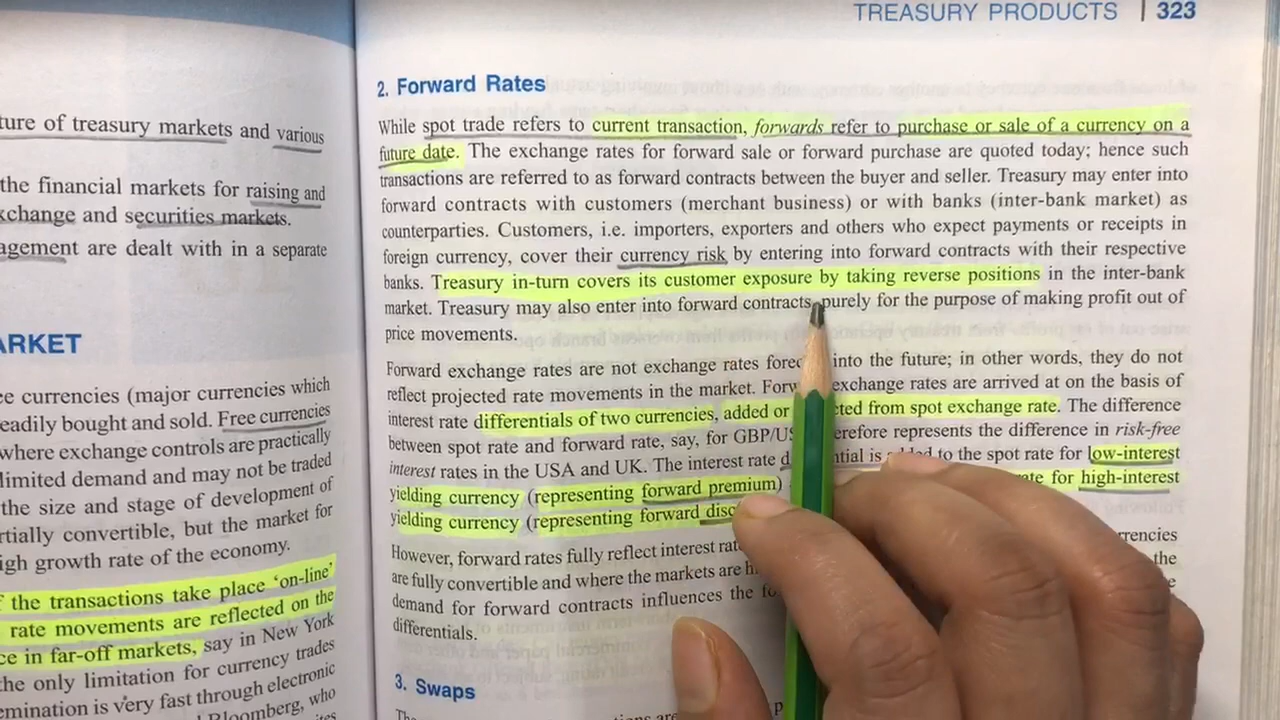 ture of treasury markets and various
the financial markets for raising and
xchange and securities markets.
agement are dealt with in a separate
ARKET
ce currencies (major currencies which
eadily bought and sold. Free currencies
where exchange controls are practically
limited demand and may not be traded
the size and stage of development of
rtially convertible, but the market for
igh growth rate of the economy.
f the transactions take place 'on-line'
rate movements are reflected on the
ce in far-off markets, say in New York
the only limitation for currency trades
emination is very fast through electronic
Bloomberg, who
TREASURY PRODUCTS | 323
2. Forward Rates
While spot trade refers to current transaction, forwards refer to purchase or sale of a currency on a
future date. The exchange rates for forward sale or forward purchase are quoted today; hence such
transactions are referred to as forward contracts between the buyer and seller. Treasury may enter into
forward contracts with customers (merchant business) or with banks (inter-bank market) as
counterparties. Customers, i.e. importers, exporters and others who expect payments or receipts in
foreign currency, cover their currency risk by entering into forward contracts with their respective
banks. Treasury in-turn covers its customer exposure by taking reverse positions in the inter-bank
market. Treasury may also enter into forward contracts purely for the purpose of making profit out of
price movements.
Forward exchange rates are not exchange rates forec into the future; in other words, they do not
reflect projected rate movements in the market. Forw exchange rates are arrived at on the basis of
interest rate differentials of two currencies, added or cted from spot exchange rate. The difference
between spot rate and forward rate, say, for GBP/US erefore represents the difference in risk-free
interest rates in the USA and UK. The interest rate d ntial is to the spot rate for low-interest
yielding currency (representing forward premium) ate for high-interest
yielding currency (representing forward disc
However, forward rates fully reflect interest rat rrencies
are fully convertible and where the markets are h the
demand for forward contracts influences the fo
differentials.
3. Swaps